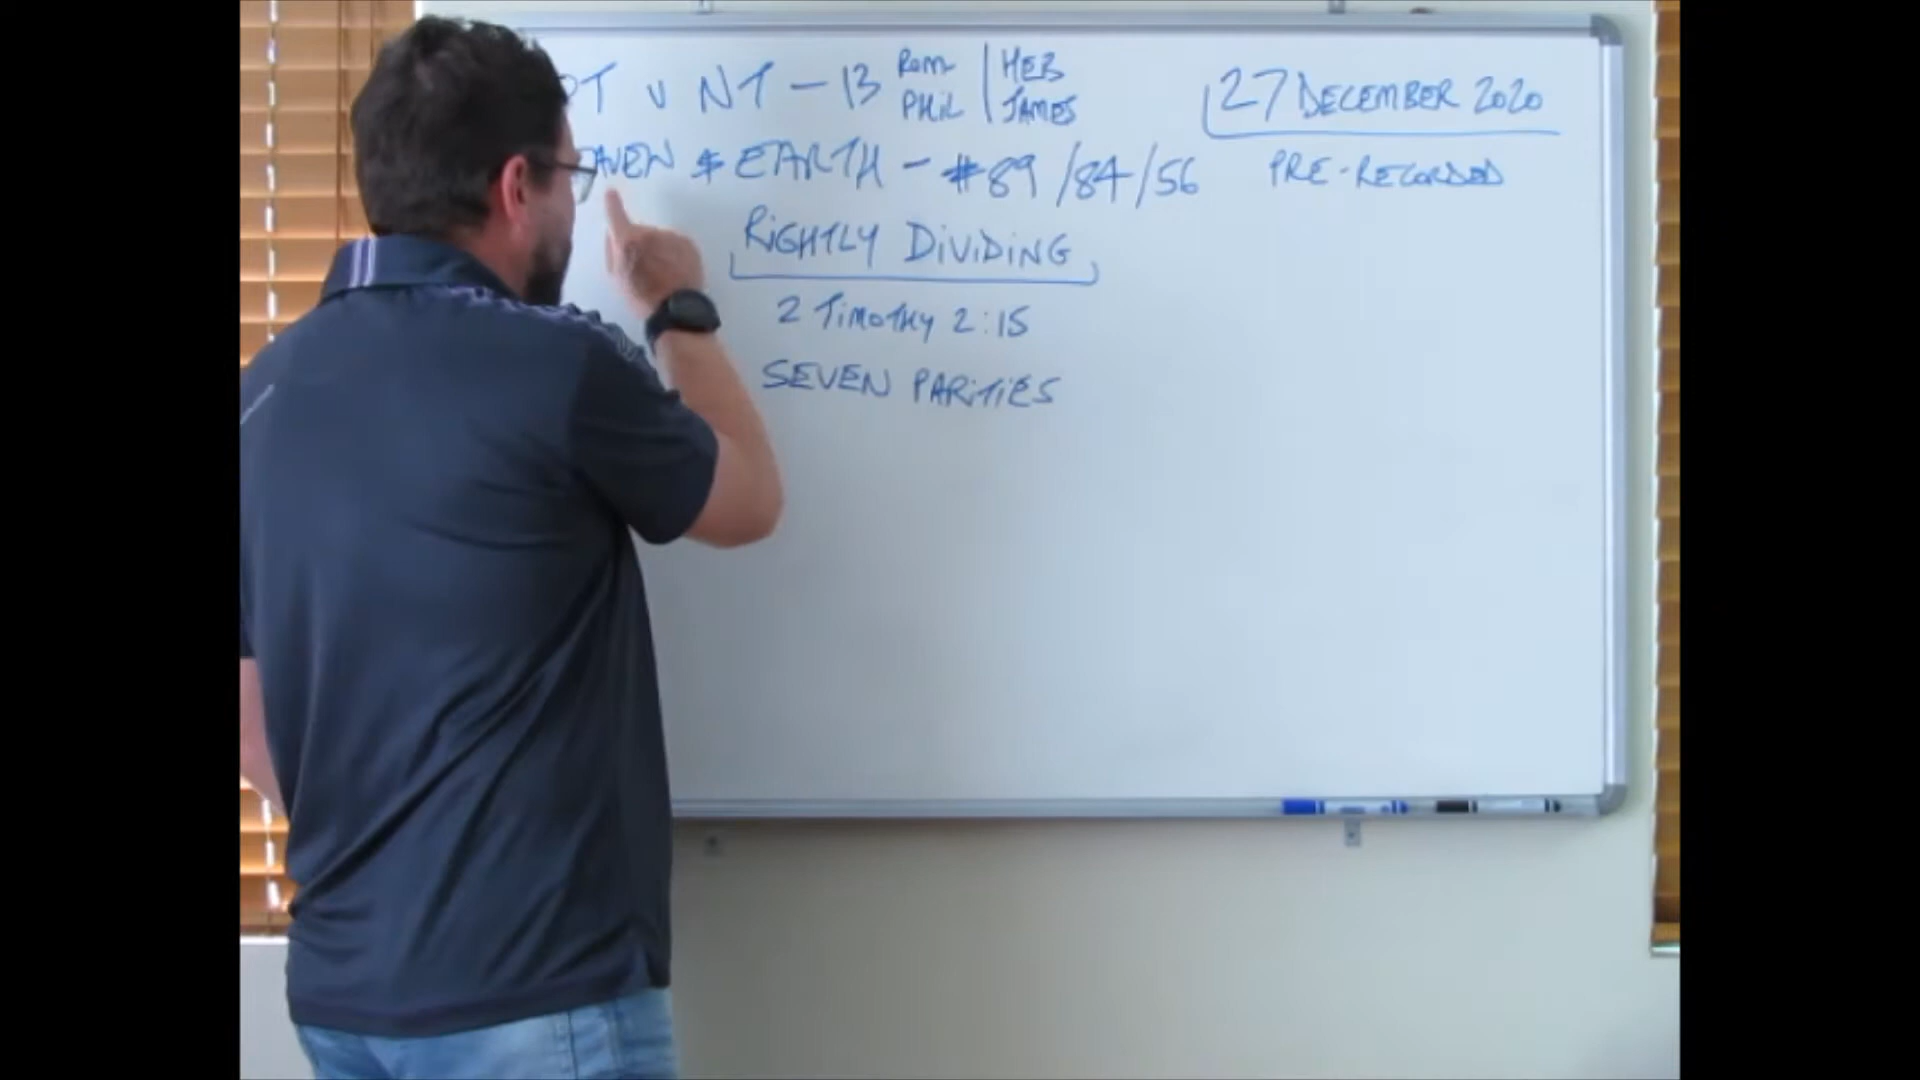 T v NT - 13 Rom | HEB
PHIL | JAMES
27 DECEMBER 2020
AVEN & EARTH - #89/84/56
PRE-RECORDED
RIGHTLY DIVIDING
2 TIMOTHY 2:15
SEVEN PARITIES